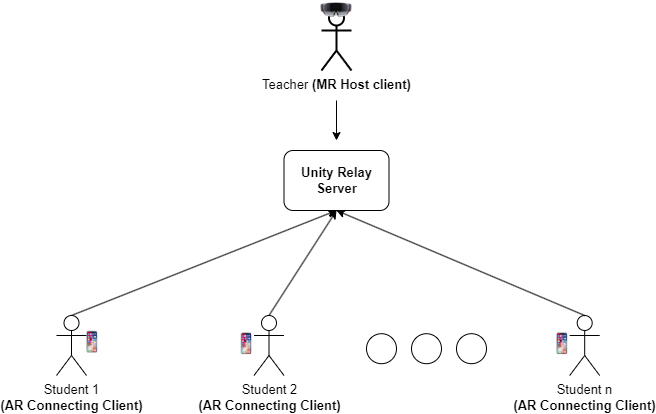 Teacher (MR Host client)
Unity Relay
Server
Student 1
(AR Connecting Client)
Student 2
(AR Connecting Client)
Student n
(AR Connecting Client)